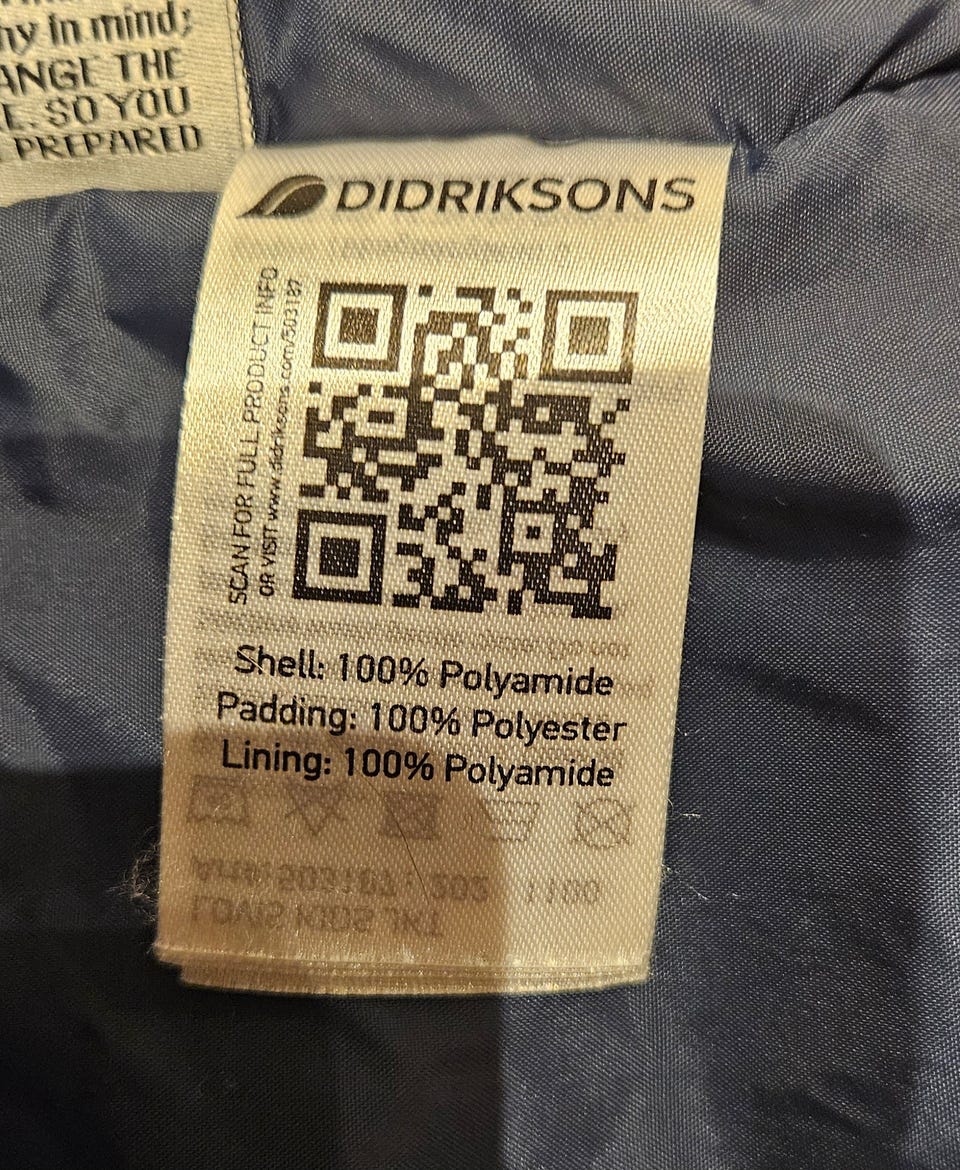 hy in mind;
ANGE THE
SO YOU
PREPARED
DIDRIKSONS
SCAN FOR FULL PRODUCT INFO
OR VISIT www.didriksons.com/503187
Shell: 100% Polyamide
Padding: 100% Polyester
Lining: 100% Polyamide